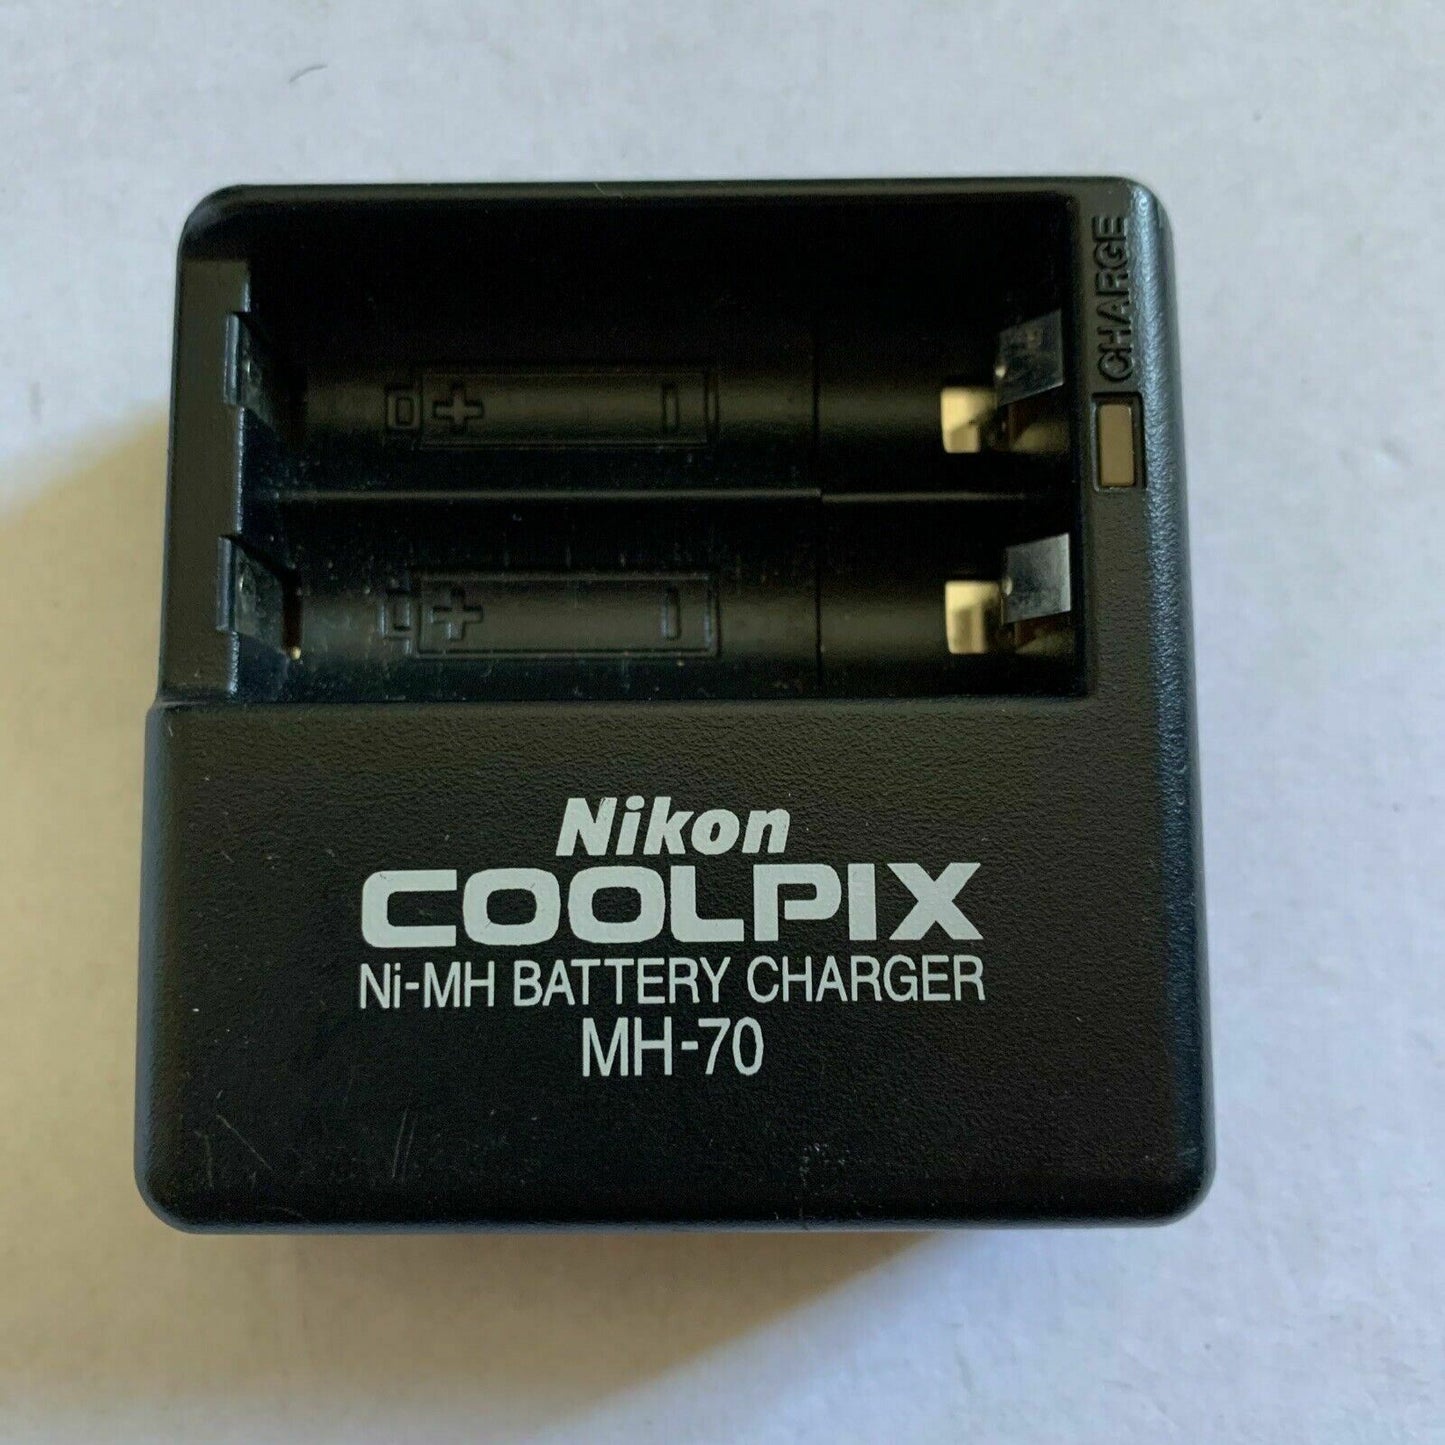 CHARGE
+ -
+ -
Nikon
COOLPIX
Ni-MH BATTERY CHARGER
MH-70